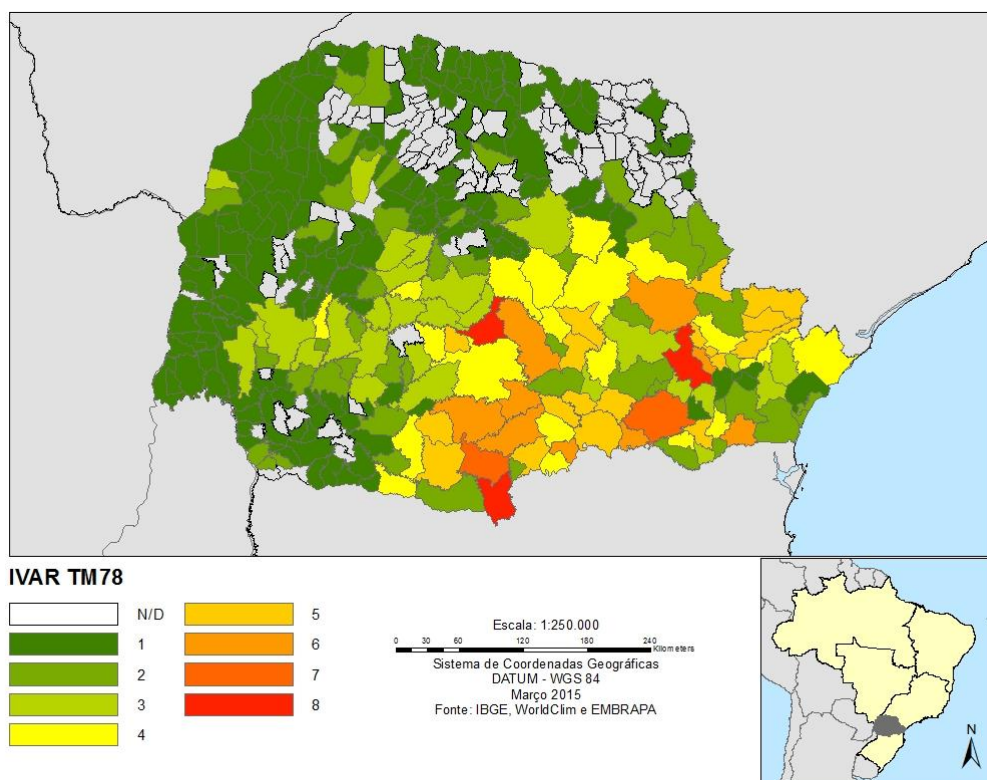 IVAR TM78
N/D
1
2
3
4
5
6
7
8
Escala: 1:250.000
0 30 60 120 180 240
Kilometers
Sistema de Coordenadas Geográficas
DATUM - WGS 84
Março 2015
Fonte: IBGE, WorldClim e EMBRAPA
N